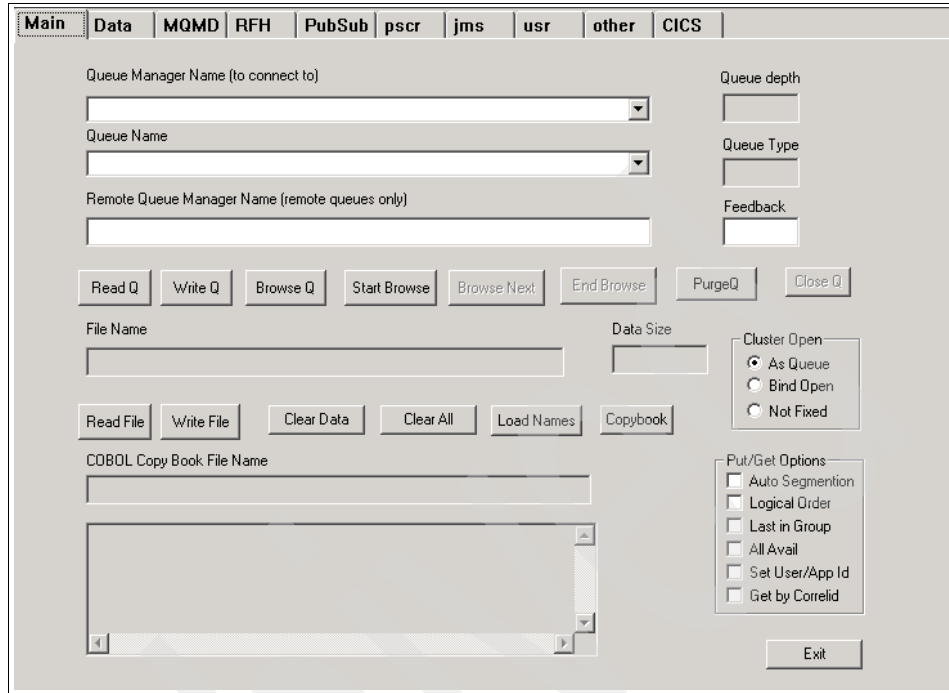 Main Data MQMD RFH PubSub pscr jms usr other CICS
Queue Manager Name (to connect to)
Queue depth
Queue Name
Queue Type
Remote Queue Manager Name (remote queues only)
Feedback
Read Q Write Q Browse Q Start Browse Browse Next End Browse PurgeQ Close Q
File Name
Data Size
Cluster Open
As Queue
Bind Open
Not Fixed
Read File Write File Clear Data Clear All Load Names Copybook
COBOL Copy Book File Name
Put/Get Options
Auto Segmention
Logical Order
Last in Group
All Avail
Set User/App Id
Get by Correlid
Exit